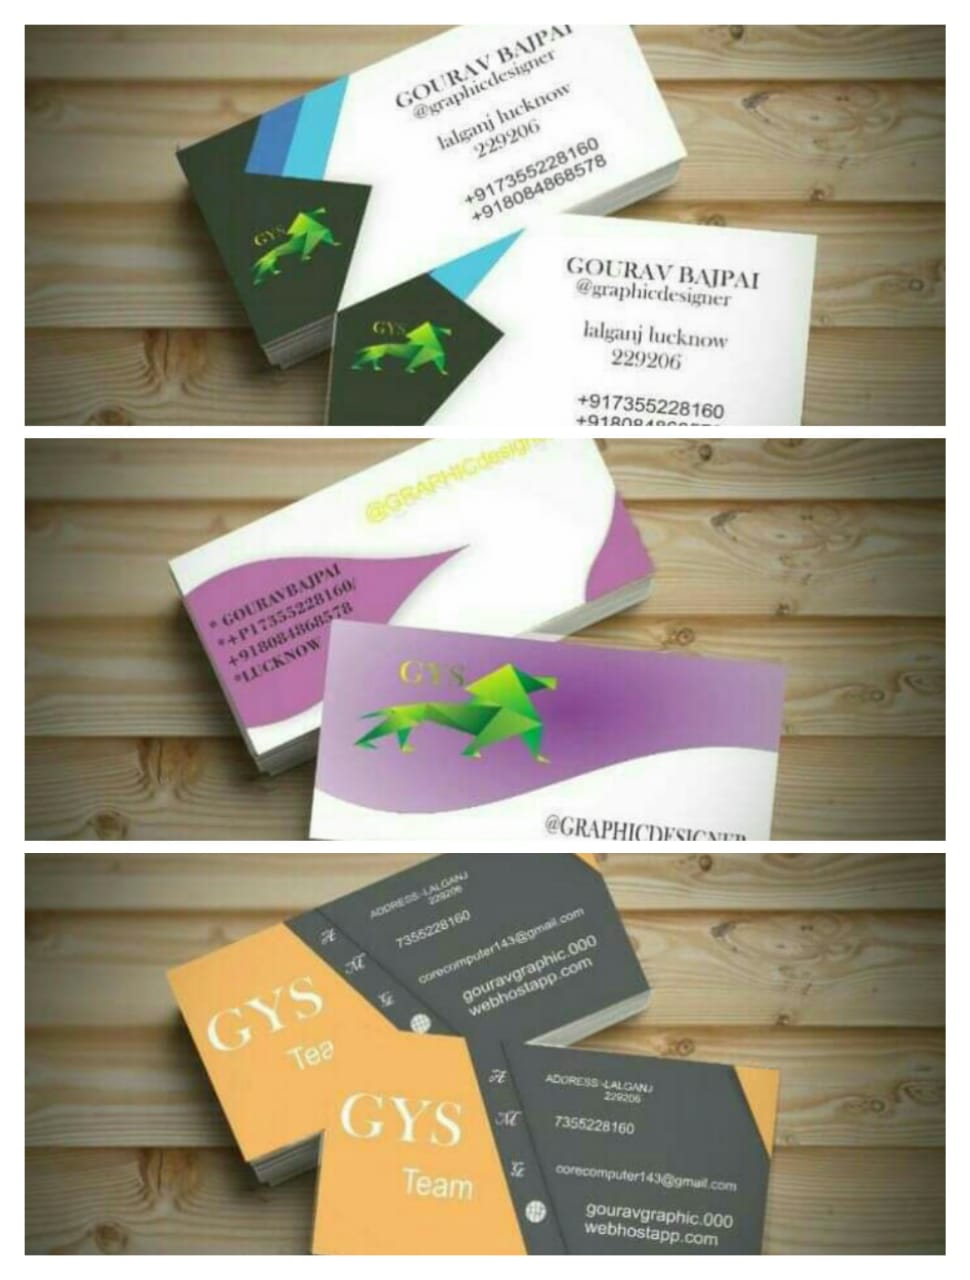 GOURAV BAJPAI
@graphicdesigner
lalganj lucknow
229206
+917355228160
+918084868578
GYS
GOURAV BAJPAI
@graphicdesigner
lalganj lucknow
229206
+917355228160
GYS
@GRAPHICdesign
* GOURAVBAJPAI
*+P17355228160/
+918084868578
*LUCKNOW
GYS
@GRAPHICDESIGNER
ADDRESS:-LALGANJ
229206
A
7355228160
M
corecomputer143@gmail.com
G
gouravgraphic.000
webhostapp.com
GYS
Tea
ADDRESS:-LALGANJ
229206
A
7355228160
M
corecomputer143@gmail.com
G
gouravgraphic.000
webhostapp.com
GYS
Team